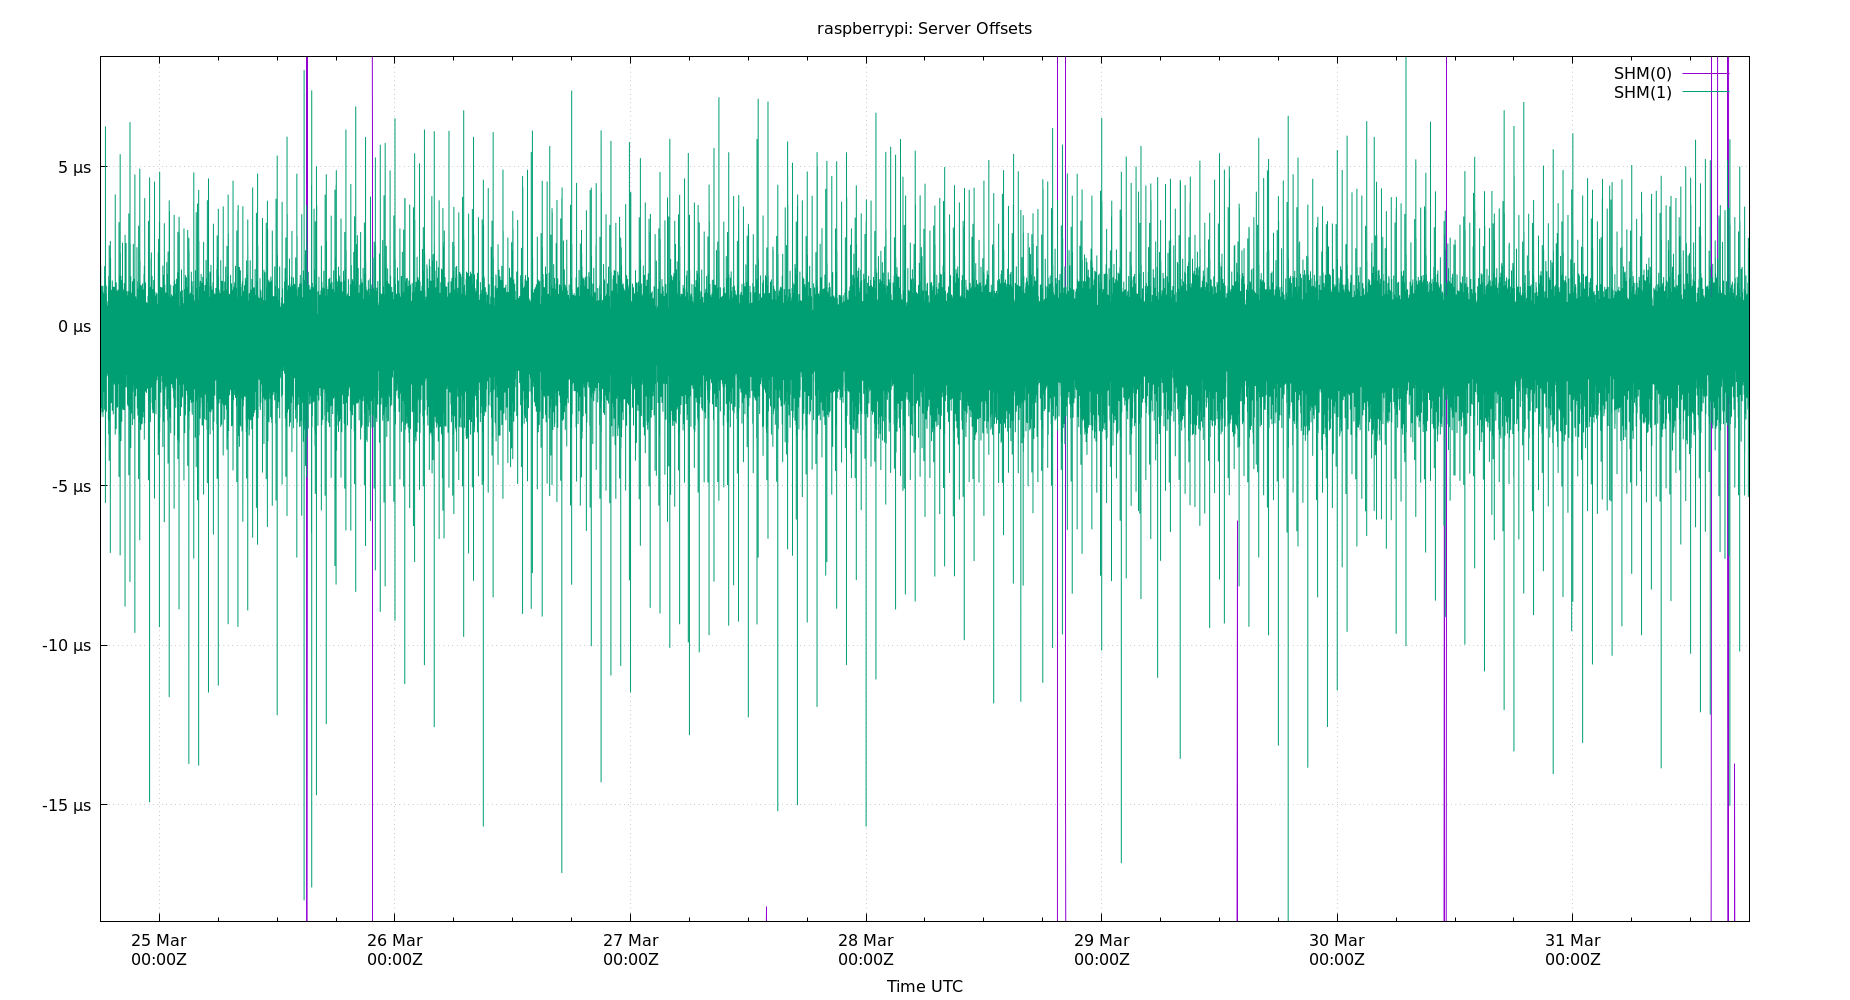 raspberrypi: Server Offsets
SHM(0)
SHM(1)
5 µs
0 µs
-5 µs
-10 µs
-15 µs
25 Mar 26 Mar 27 Mar 28 Mar 29 Mar 30 Mar 31 Mar
00:00Z 00:00Z 00:00Z 00:00Z 00:00Z 00:00Z 00:00Z
Time UTC